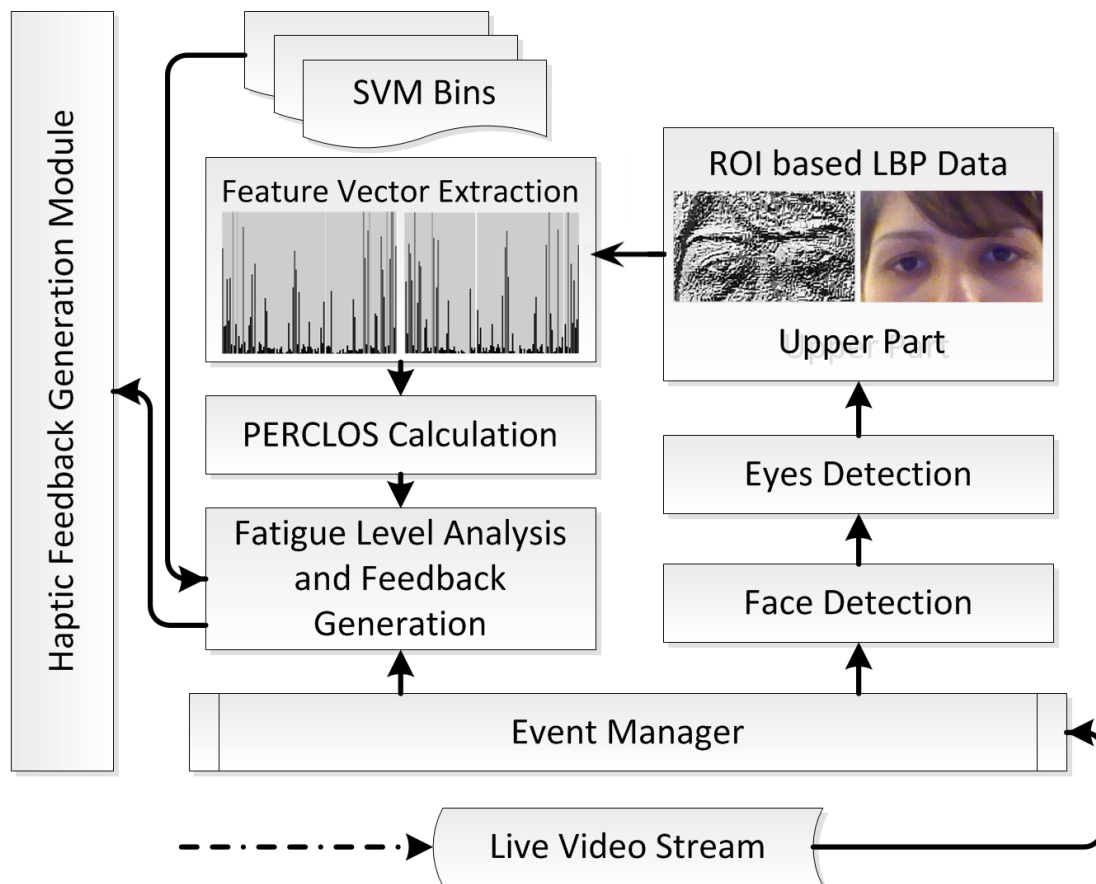 Haptic Feedback Generation Module
SVM Bins
Feature Vector Extraction
PERCLOS Calculation
Fatigue Level Analysis
and Feedback
Generation
ROI based LBP Data
Upper Part
Eyes Detection
Face Detection
Event Manager
Live Video Stream